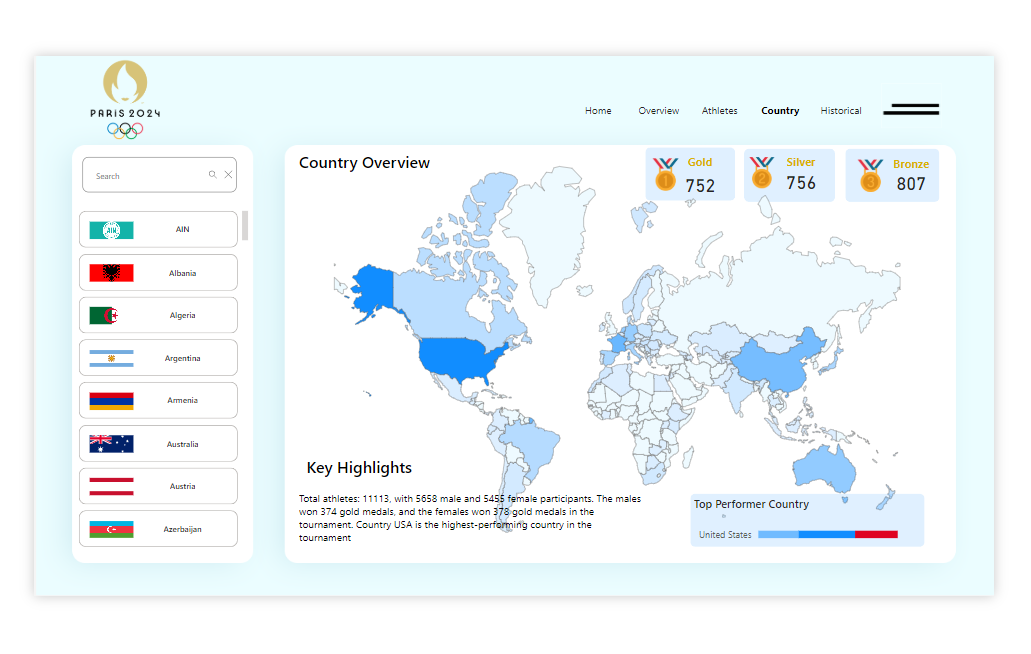 PARIS 2024
Home
Overview
Athletes
Country
Historical
Search
AIN
AIN
Albania
Algeria
Argentina
Armenia
Australia
Austria
Azerbaijan
Country Overview
Gold
1
752
Silver
2
756
Bronze
3
807
Key Highlights
Total athletes: 11113, with 5658 male and 5455 female participants. The males
won 374 gold medals, and the females won 378 gold medals in the
tournament. Country USA is the highest-performing country in the
tournament
Top Performer Country
United States